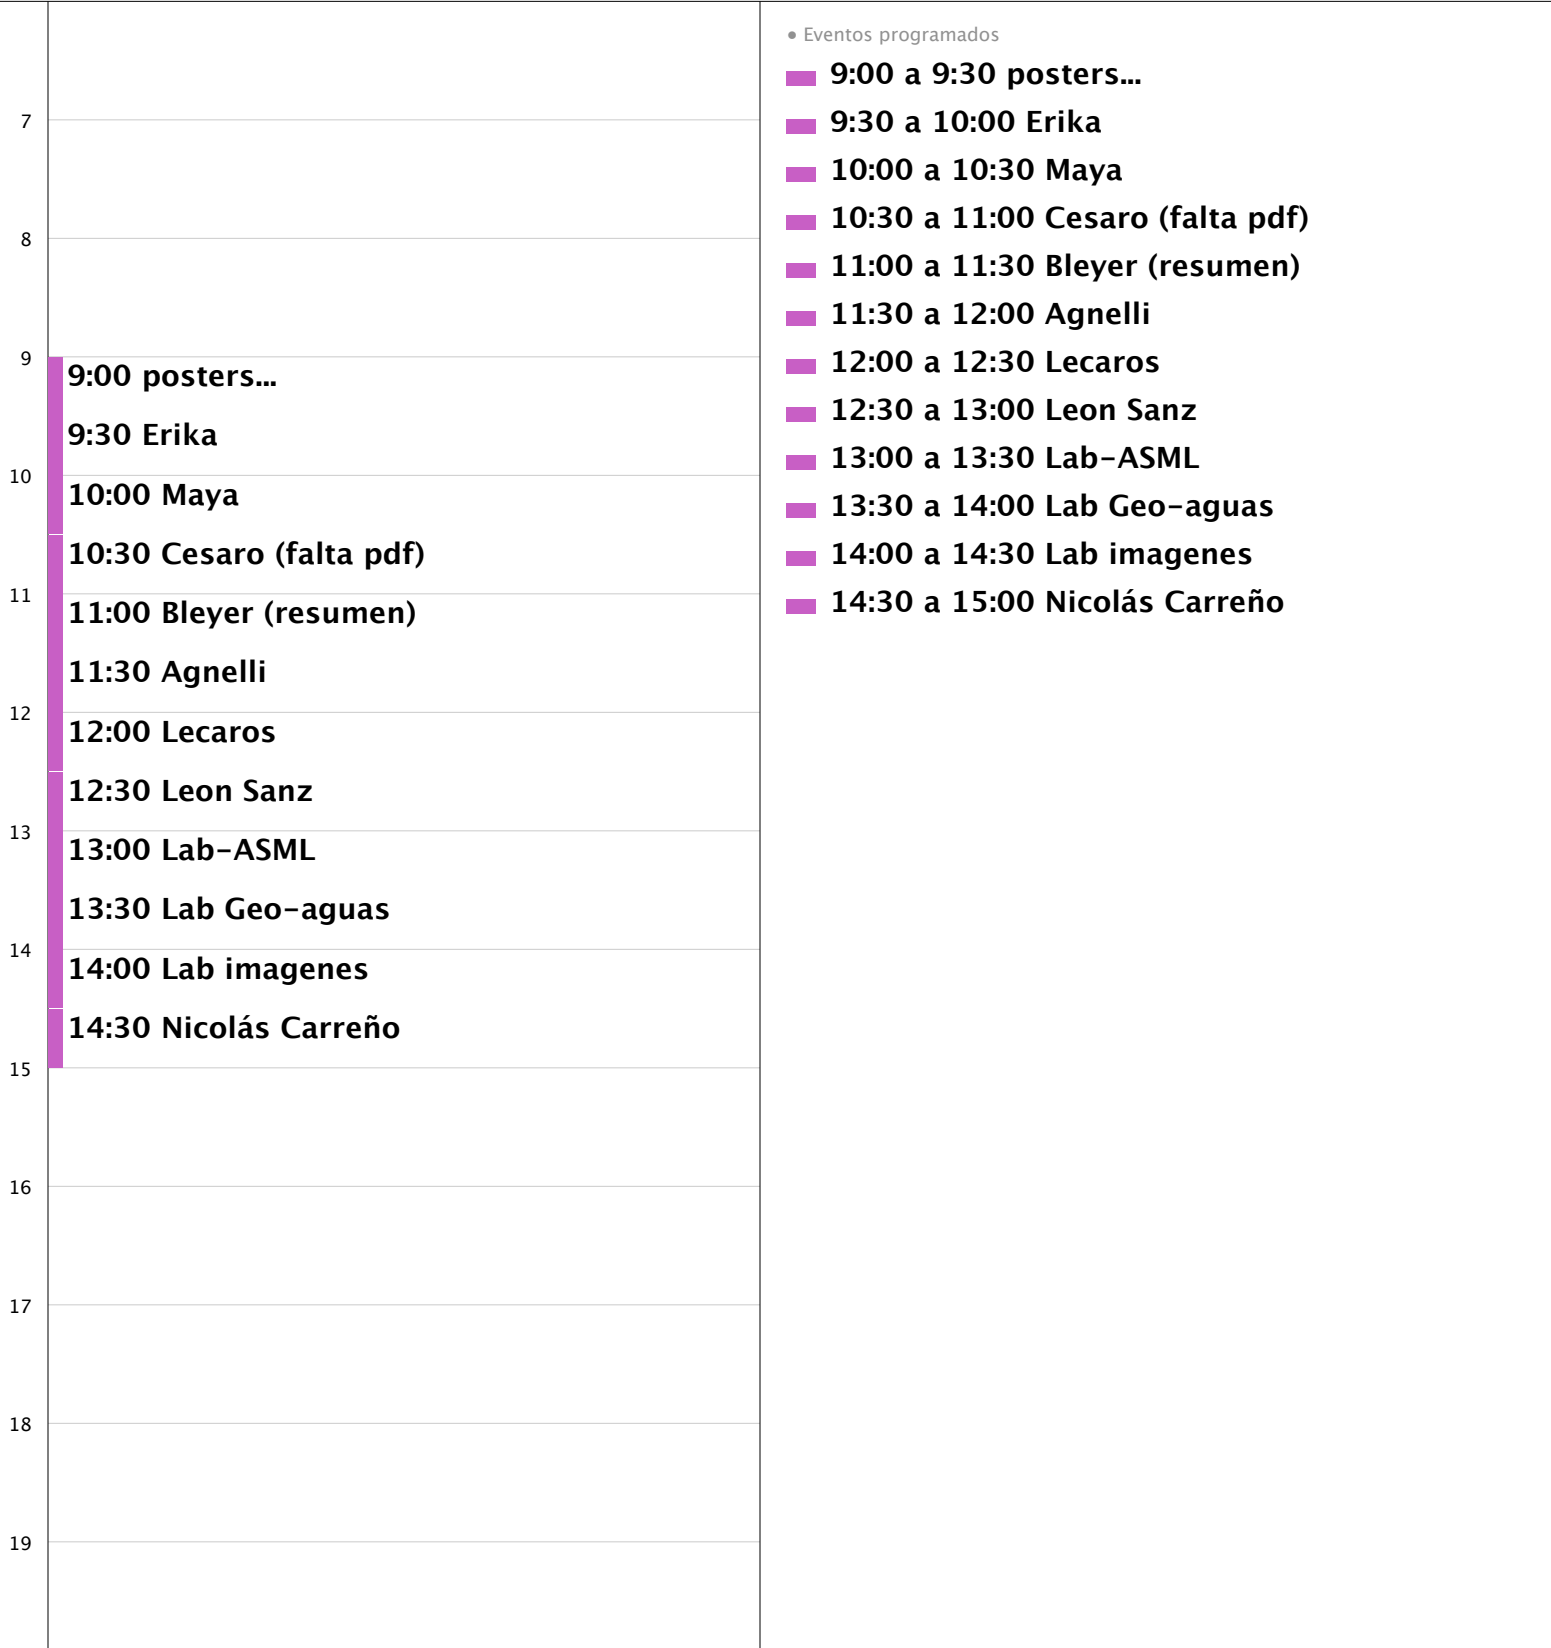 7
8
9
9:00 posters...
9:30 Erika
10
10:00 Maya
10:30 Cesaro (falta pdf)
11
11:00 Bleyer (resumen)
11:30 Agnelli
12
12:00 Lecaros
12:30 Leon Sanz
13
13:00 Lab-ASML
13:30 Lab Geo-aguas
14
14:00 Lab imagenes
14:30 Nicolás Carreño
15
16
17
18
19
• Eventos programados
9:00 a 9:30 posters...
9:30 a 10:00 Erika
10:00 a 10:30 Maya
10:30 a 11:00 Cesaro (falta pdf)
11:00 a 11:30 Bleyer (resumen)
11:30 a 12:00 Agnelli
12:00 a 12:30 Lecaros
12:30 a 13:00 Leon Sanz
13:00 a 13:30 Lab-ASML
13:30 a 14:00 Lab Geo-aguas
14:00 a 14:30 Lab imagenes
14:30 a 15:00 Nicolás Carreño